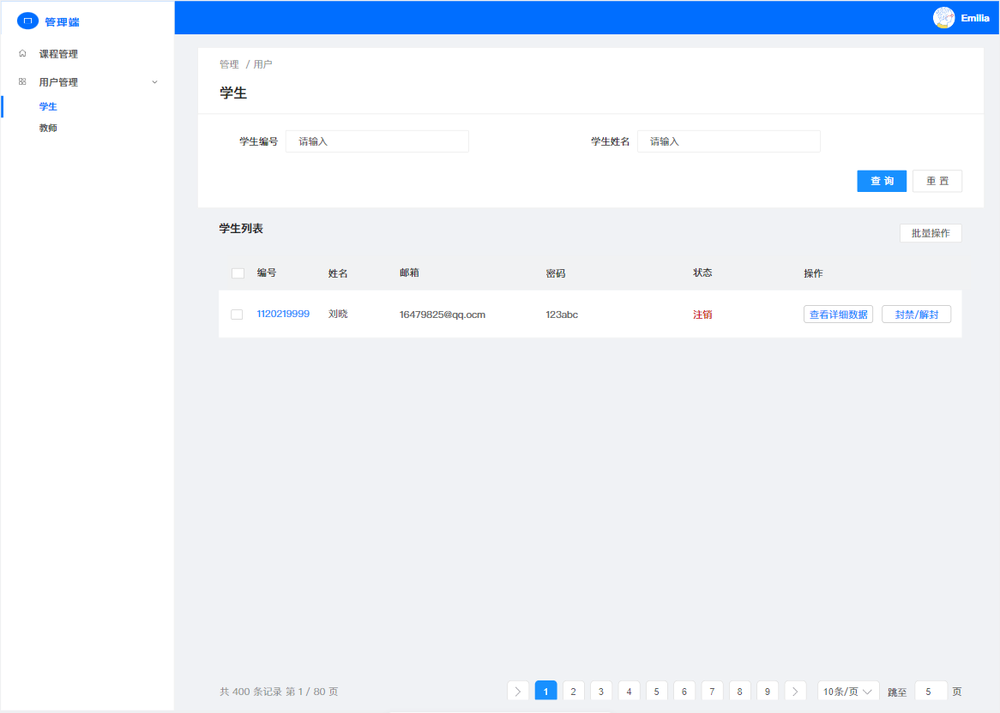 管理端
Emilia
课程管理
用户管理
学生
教师
管理 / 用户
学生
学生编号 请输入 学生姓名 请输入
查询 重置
学生列表
批量操作
编号 姓名 邮箱 密码 状态 操作
1120219999 刘晓 16479825@qq.ocm 123abc 注销 查看详细数据 封禁/解封
共 400 条记录 第 1 / 80 页 1 2 3 4 5 6 7 8 9 10条/页 跳至 5 页